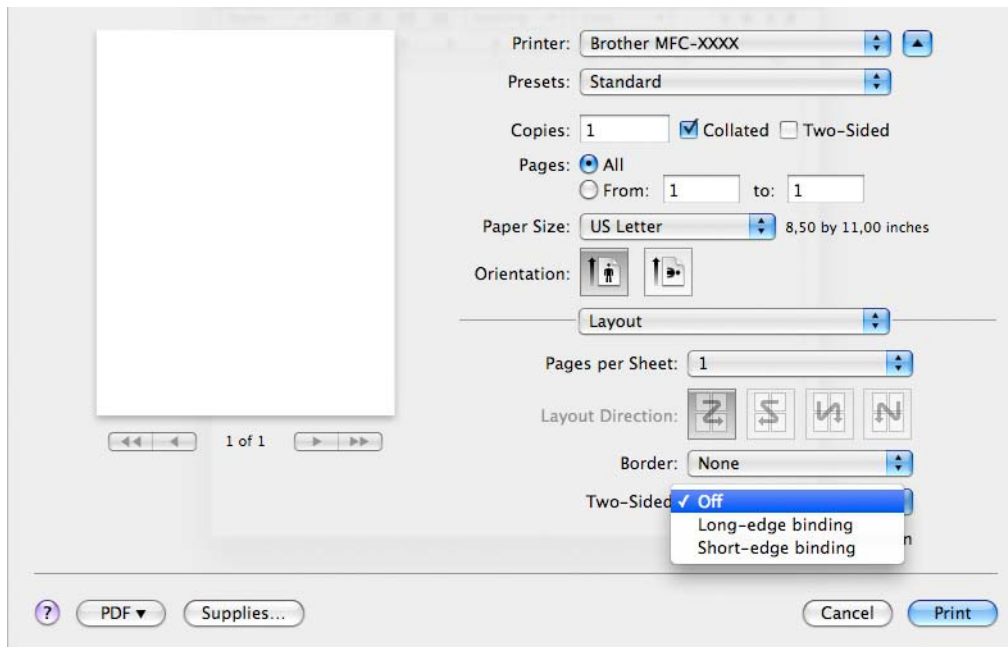 Printer: Brother MFC-XXXX
Presets: Standard
Copies: 1 Collated Two-Sided
Pages: All
From: 1 to: 1
Paper Size: US Letter 8,50 by 11,00 inches
Orientation:
Layout
Pages per Sheet: 1
Layout Direction:
1 of 1
Border: None
Two-Sided ✓ Off
Long-edge binding
Short-edge binding
? PDF ▼ Supplies... Cancel Print